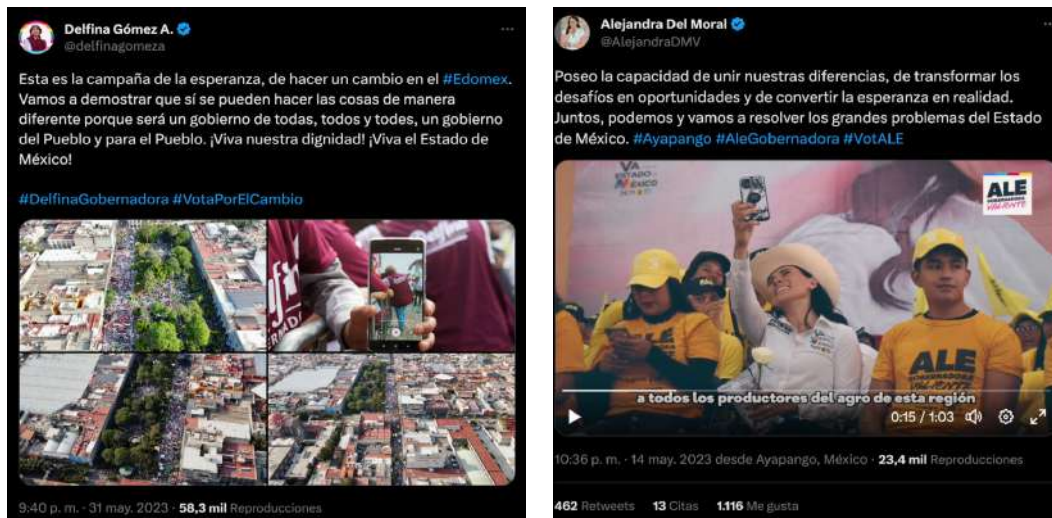 Delfina Gómez A.
@delfinagomeza
Esta es la campaña de la esperanza, de hacer un cambio en el #Edomex.
Vamos a demostrar que sí se pueden hacer las cosas de manera
diferente porque será un gobierno de todas, todos y todes, un gobierno
del Pueblo y para el Pueblo. ¡Viva nuestra dignidad! ¡Viva el Estado de
México!
#DelfinaGobernadora #VotaPorElCambio
9:40 p. m. · 31 may. 2023 · 58,3 mil Reproducciones
Alejandra Del Moral
@AlejandraDMV
Poseo la capacidad de unir nuestras diferencias, de transformar los
desafíos en oportunidades y de convertir la esperanza en realidad.
Juntos, podemos y vamos a resolver los grandes problemas del Estado
de México. #Ayapango #AleGobernadora #VotALE
VA
ESTADO DE
MÉXICO
ALE
GOBERNADORA
VALIENTE
ALE
VALIENTE
a todos los productores del agro de esta región
0:15 / 1:03
10:36 p. m. · 14 may. 2023 desde Ayapango, México · 23,4 mil Reproducciones
462 Retweets 13 Citas 1.116 Me gusta